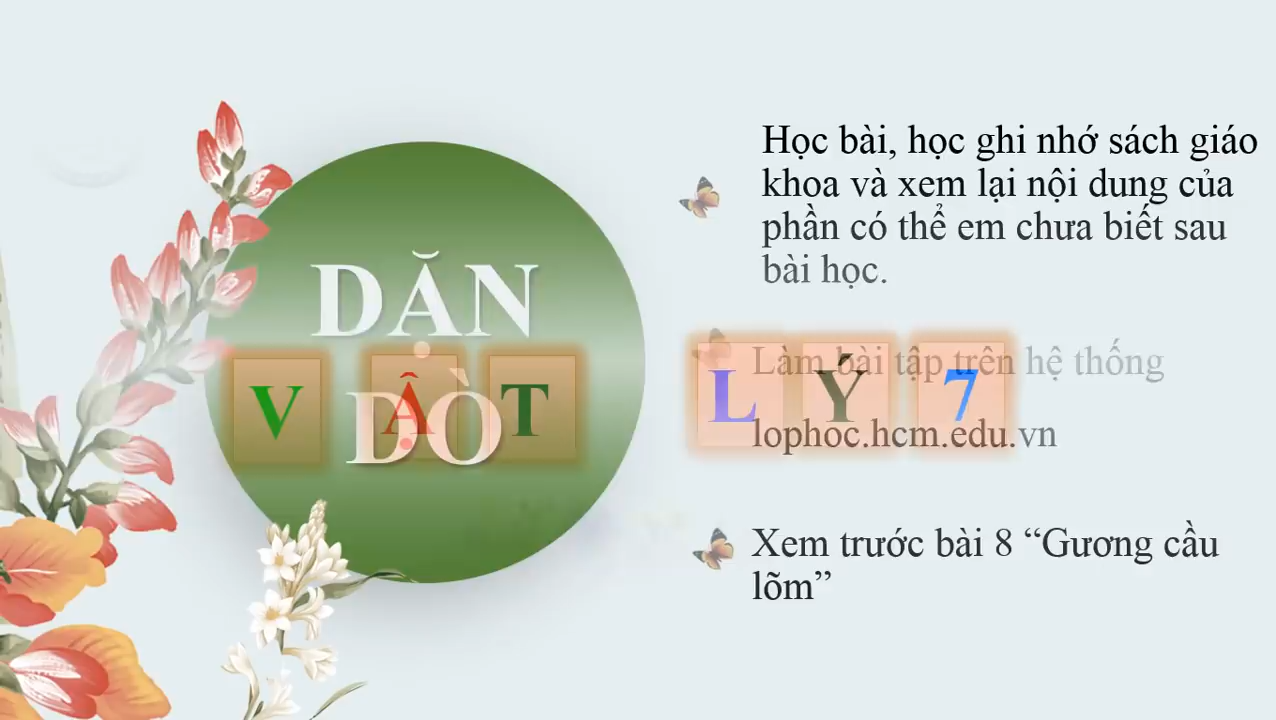 DẶN
DÒ
VẬT LÝ 7
Học bài, học ghi nhớ sách giáo
khoa và xem lại nội dung của
phần có thể em chưa biết sau
bài học.
Làm bài tập trên hệ thống
lophoc.hcm.edu.vn
Xem trước bài 8 “Gương cầu
lõm”